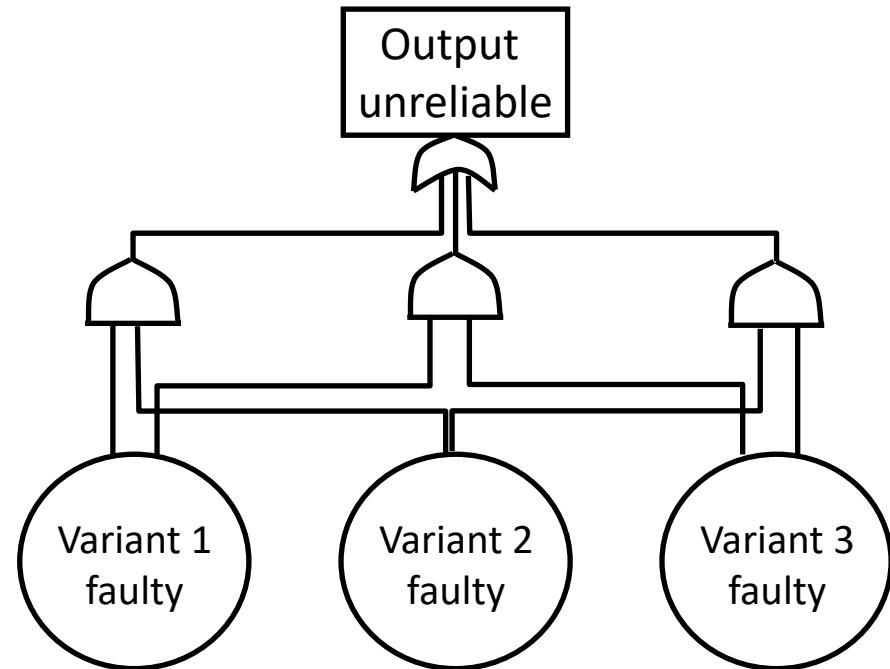 Output
unreliable
Variant 1
faulty
Variant 2
faulty
Variant 3
faulty